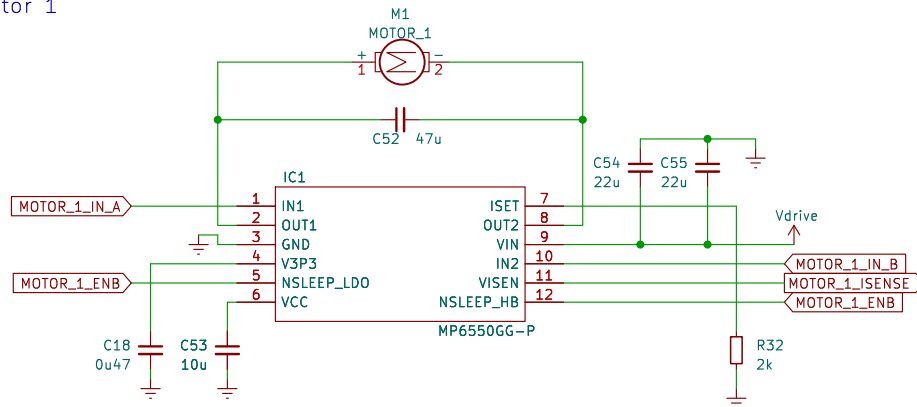 tor 1
M1
MOTOR_1
+
-
1
2
C52 47u
IC1
C54
22u
C55
22u
Vdrive
MOTOR_1_IN_A
MOTOR_1_ENB
1 IN1
2 OUT1
3 GND
4 V3P3
5 NSLEEP_LDO
6 VCC
ISET 7
OUT2 8
VIN 9
IN2 10
VISEN 11
NSLEEP_HB 12
MOTOR_1_IN_B
MOTOR_1_ISENSE
MOTOR_1_ENB
MP6550GG-P
C18
0u47
C53
10u
R32
2k